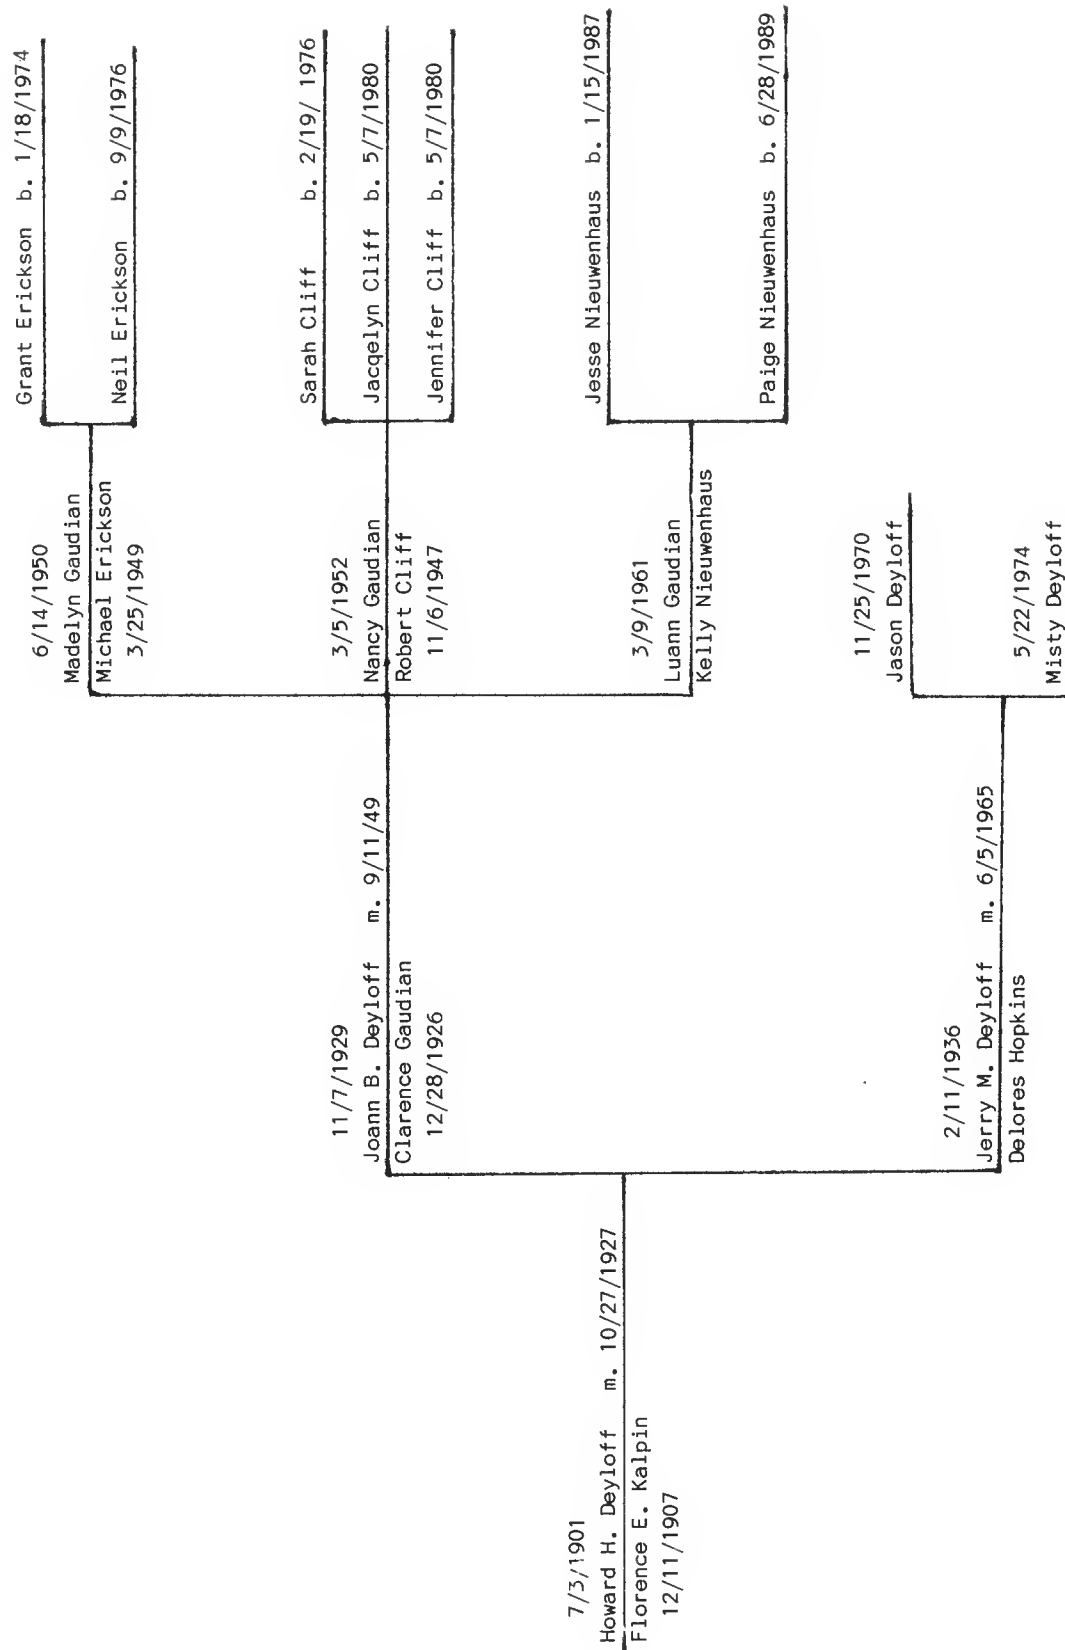 7/3/1901
Howard H. Deyloff m. 10/27/1927
Florence E. Kalpin
12/11/1907
11/7/1929
Joann B. Deyloff m. 9/11/49
Clarence Gaudian
12/28/1926
2/11/1936
Jerry M. Deyloff m. 6/5/1965
Delores Hopkins
6/14/1950
Madelyn Gaudian
Michael Erickson
3/25/1949
3/5/1952
Nancy Gaudian
Robert Cliff
11/6/1947
3/9/1961
Luann Gaudian
Kelly Nieuwenhaus
11/25/1970
Jason Deyloff
5/22/1974
Misty Deyloff
Grant Erickson b. 1/18/1974
Neil Erickson b. 9/9/1976
Sarah Cliff b. 2/19/ 1976
Jacqelyn Cliff b. 5/7/1980
Jennifer Cliff b. 5/7/1980
Jesse Nieuwenhaus b. 1/15/1987
Paige Nieuwenhaus b. 6/28/1989